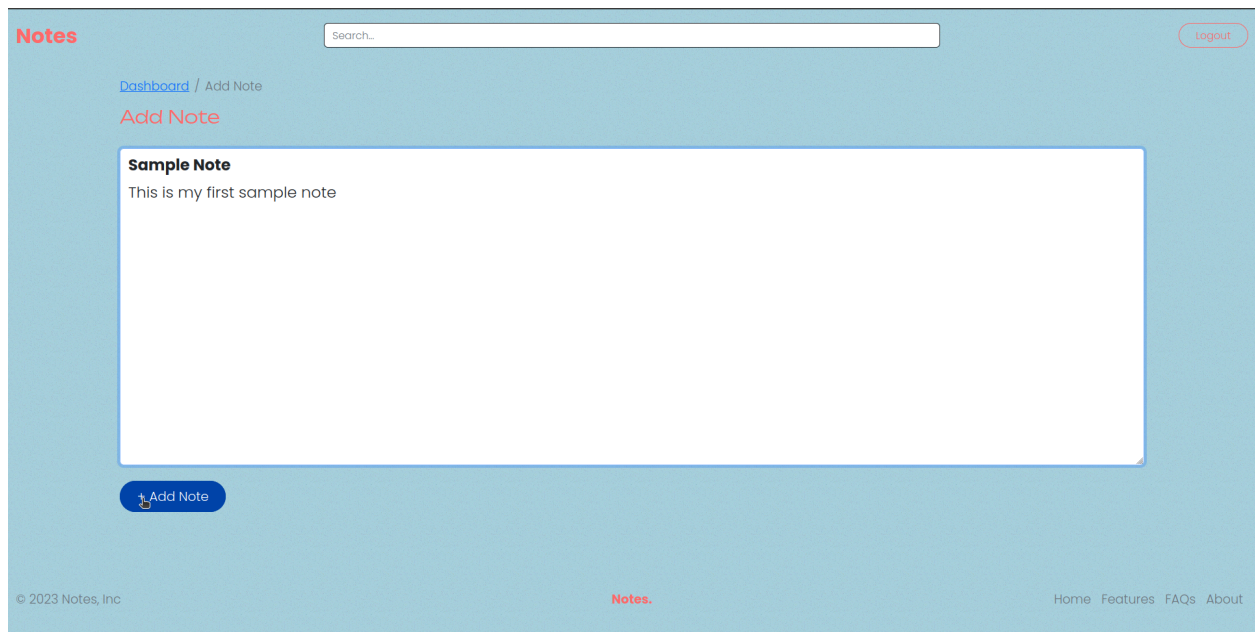 Notes
Search...
Logout
Dashboard / Add Note
Add Note
Sample Note
This is my first sample note
+ Add Note
© 2023 Notes, Inc
Notes.
Home Features FAQs About